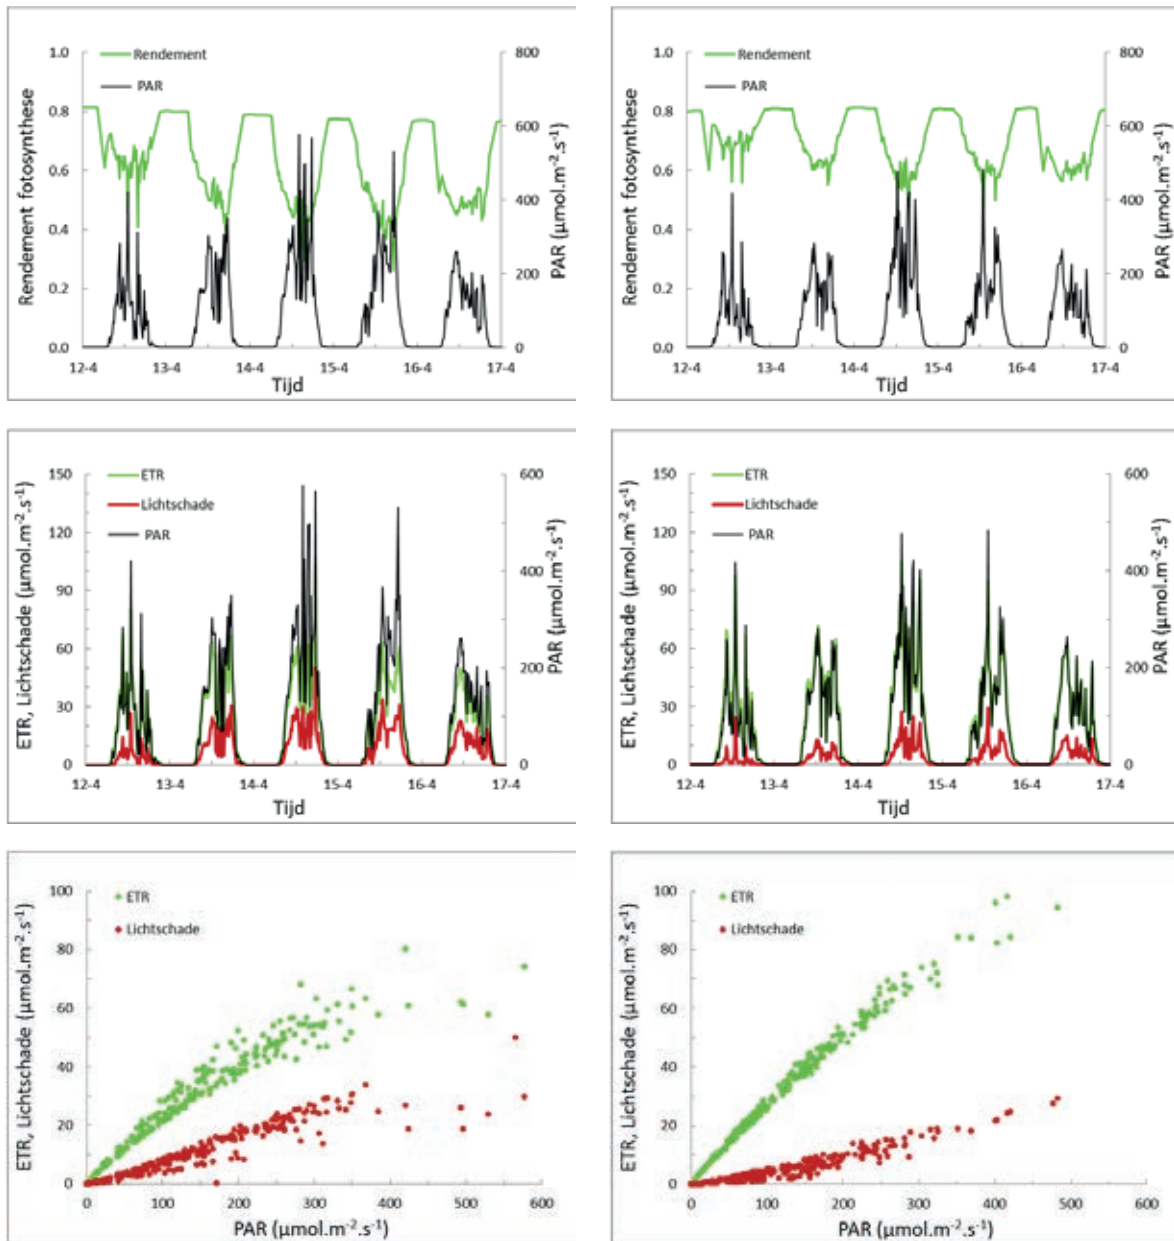 Rendement fotosynthese
1.0
0.8
0.6
0.4
0.2
0.0
Rendement
PAR
800
600
400
200
0
PAR (µmol.m-2.s-1)
12-4 13-4 14-4 15-4 16-4 17-4
Tijd
Rendement fotosynthese
1.0
0.8
0.6
0.4
0.2
0.0
Rendement
PAR
800
600
400
200
0
PAR (µmol.m-2.s-1)
12-4 13-4 14-4 15-4 16-4 17-4
Tijd
ETR, Lichtschade (µmol.m-2.s-1)
150
120
90
60
30
0
ETR
Lichtschade
PAR
600
400
200
0
PAR (µmol.m-2.s-1)
12-4 13-4 14-4 15-4 16-4 17-4
Tijd
ETR, Lichtschade (µmol.m-2.s-1)
150
120
90
60
30
0
ETR
Lichtschade
PAR
600
400
200
0
PAR (µmol.m-2.s-1)
12-4 13-4 14-4 15-4 16-4 17-4
Tijd
ETR, Lichtschade (µmol.m-2.s-1)
100
80
60
40
20
0
ETR
Lichtschade
0 100 200 300 400 500 600
PAR (µmol.m-2.s-1)
ETR, Lichtschade (µmol.m-2.s-1)
100
80
60
40
20
0
ETR
Lichtschade
0 100 200 300 400 500 600
PAR (µmol.m-2.s-1)